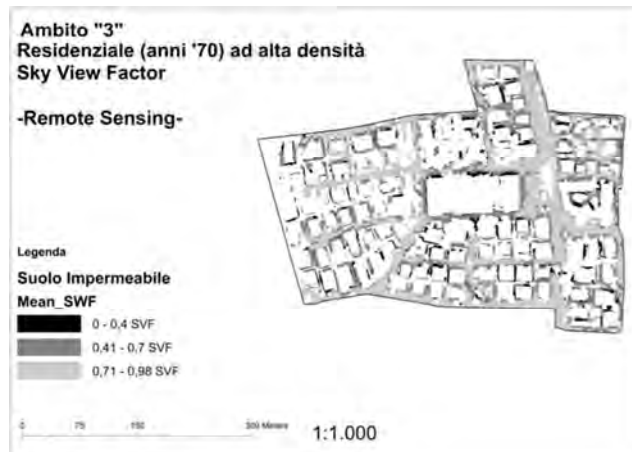 Ambito "3"
Residenziale (anni '70) ad alta densità
Sky View Factor
-Remote Sensing-
Legenda
Suolo Impermeabile
Mean_SWF
0 - 0,4 SVF
0,41 - 0,7 SVF
0,71 - 0,98 SVF
0 75 150 300 Meters
1:1.000